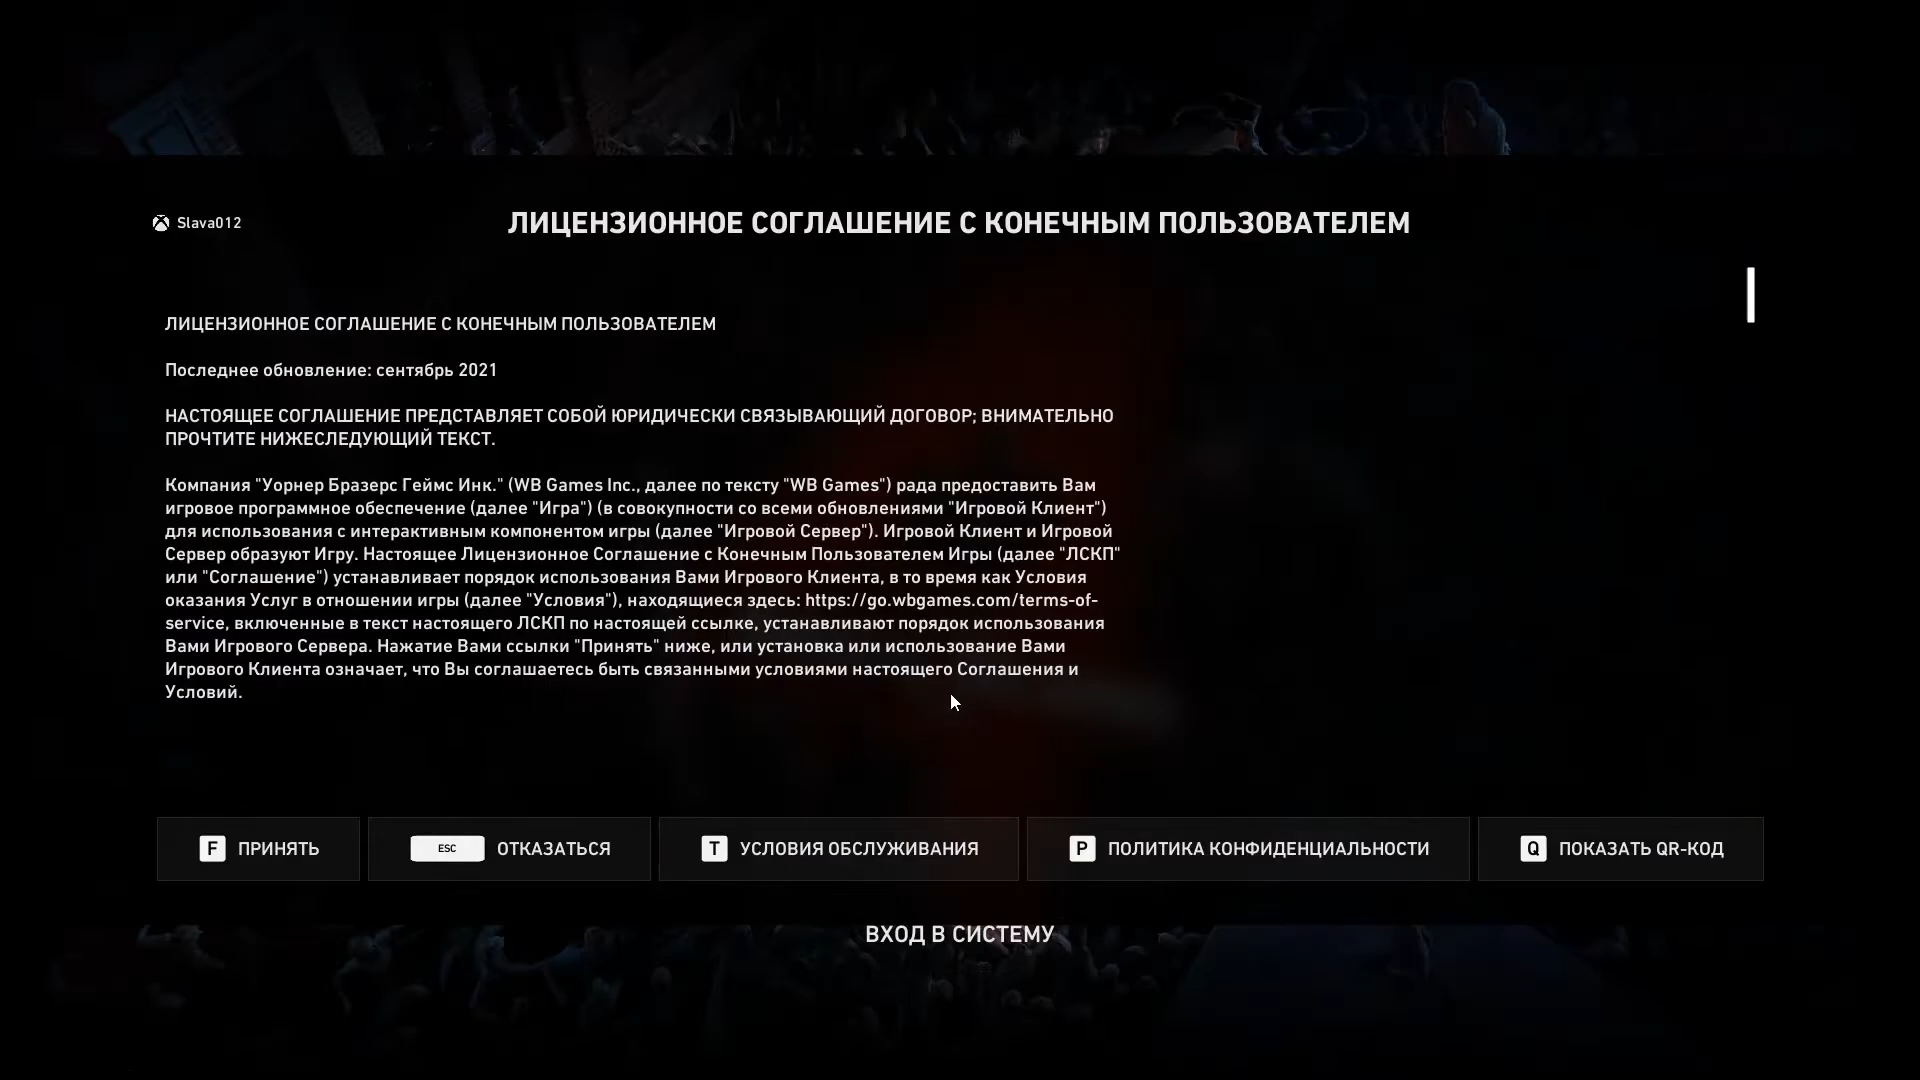 Slava012
ЛИЦЕНЗИОННОЕ СОГЛАШЕНИЕ С КОНЕЧНЫМ ПОЛЬЗОВАТЕЛЕМ
ЛИЦЕНЗИОННОЕ СОГЛАШЕНИЕ С КОНЕЧНЫМ ПОЛЬЗОВАТЕЛЕМ
Последнее обновление: сентябрь 2021
НАСТОЯЩЕЕ СОГЛАШЕНИЕ ПРЕДСТАВЛЯЕТ СОБОЙ ЮРИДИЧЕСКИ СВЯЗЫВАЮЩИЙ ДОГОВОР; ВНИМАТЕЛЬНО
ПРОЧТИТЕ НИЖЕСЛЕДУЮЩИЙ ТЕКСТ.
Компания "Уорнер Бразерс Геймс Инк." (WB Games Inc., далее по тексту "WB Games") рада предоставить Вам
игровое программное обеспечение (далее "Игра") (в совокупности со всеми обновлениями "Игровой Клиент")
для использования с интерактивным компонентом игры (далее "Игровой Сервер"). Игровой Клиент и Игровой
Сервер образуют Игру. Настоящее Лицензионное Соглашение с Конечным Пользователем Игры (далее "ЛСКП"
или "Соглашение") устанавливает порядок использования Вами Игрового Клиента, в то время как Условия
оказания Услуг в отношении игры (далее "Условия"), находящиеся здесь: https://go.wbgames.com/terms-of-
service, включенные в текст настоящего ЛСКП по настоящей ссылке, устанавливают порядок использования
Вами Игрового Сервера. Нажатие Вами ссылки "Принять" ниже, или установка или использование Вами
Игрового Клиента означает, что Вы соглашаетесь быть связанными условиями настоящего Соглашения и
Условий.
F ПРИНЯТЬ
ESC ОТКАЗАТЬСЯ
T УСЛОВИЯ ОБСЛУЖИВАНИЯ
P ПОЛИТИКА КОНФИДЕНЦИАЛЬНОСТИ
Q ПОКАЗАТЬ QR-КОД
ВХОД В СИСТЕМУ